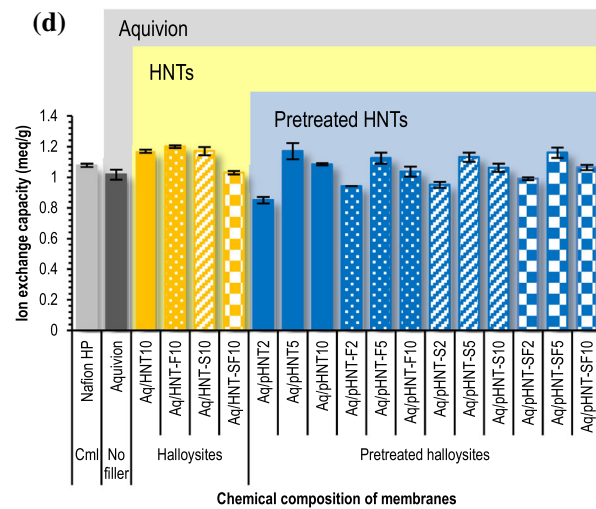 (d)
Aquivion
HNTs
Pretreated HNTs
Ion exchange capacity (meq/g)
1.4
1.2
1
0.8
0.6
0.4
0.2
0
Nafion HP
Aquivion
Aq/HNT10
Aq/HNT-F10
Aq/HNT-S10
Aq/HNT-SF10
Aq/pHNT2
Aq/pHNT5
Aq/pHNT10
Aq/pHNT-F2
Aq/pHNT-F5
Aq/pHNT-F10
Aq/pHNT-S2
Aq/pHNT-S5
Aq/pHNT-S10
Aq/pHNT-SF2
Aq/pHNT-SF5
Aq/pHNT-SF10
Cml
No
filler
Halloysites
Pretreated halloysites
Chemical composition of membranes